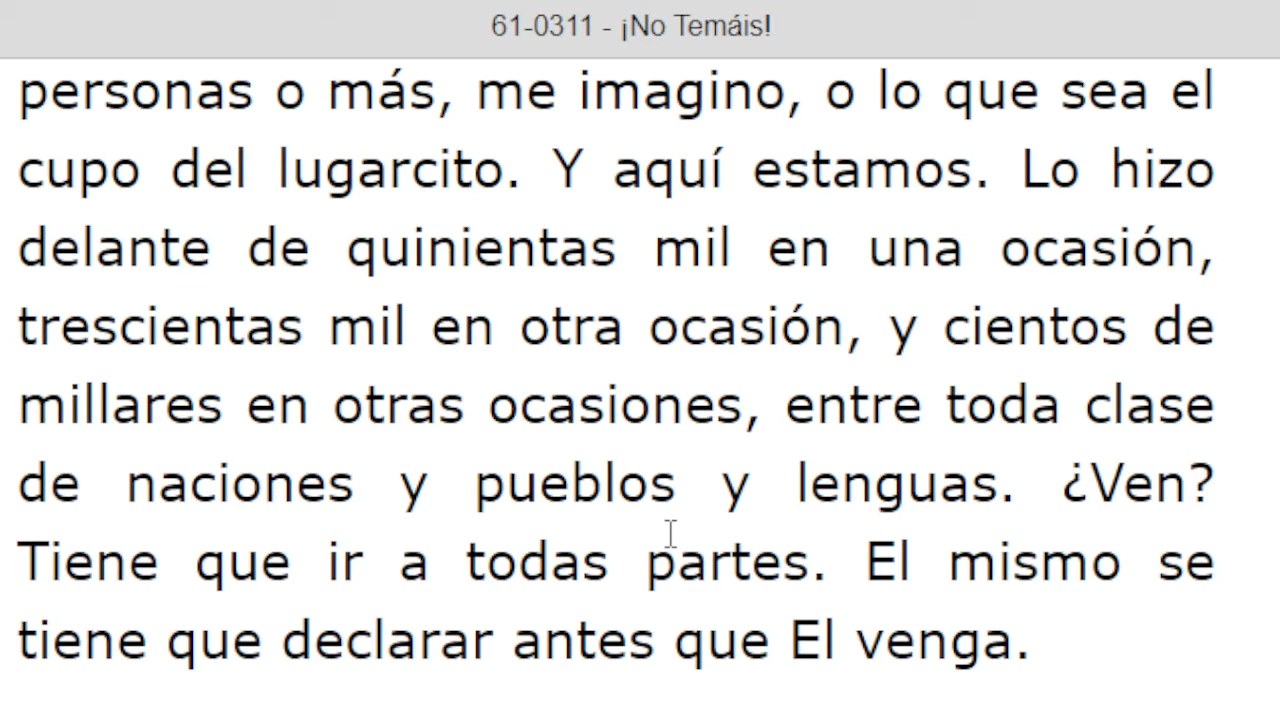 61-0311 - ¡No Temáis!
personas o más, me imagino, o lo que sea el
cupo del lugarcito. Y aquí estamos. Lo hizo
delante de quinientas mil en una ocasión,
trescientas mil en otra ocasión, y cientos de
millares en otras ocasiones, entre toda clase
de naciones y pueblos y lenguas. ¿Ven?
Tiene que ir a todas partes. El mismo se
tiene que declarar antes que El venga.